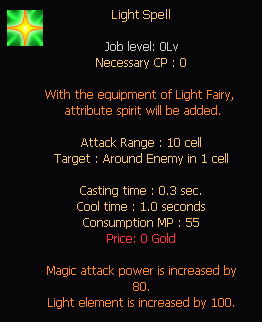 Light Spell
Job level: 0Lv
Necessary CP : 0
With the equipment of Light Fairy,
attribute spirit will be added.
Attack Range : 10 cell
Target : Around Enemy in 1 cell
Casting time : 0.3 sec.
Cool time : 1.0 seconds
Consumption MP : 55
Price: 0 Gold
Magic attack power is increased by
80.
Light element is increased by 100.